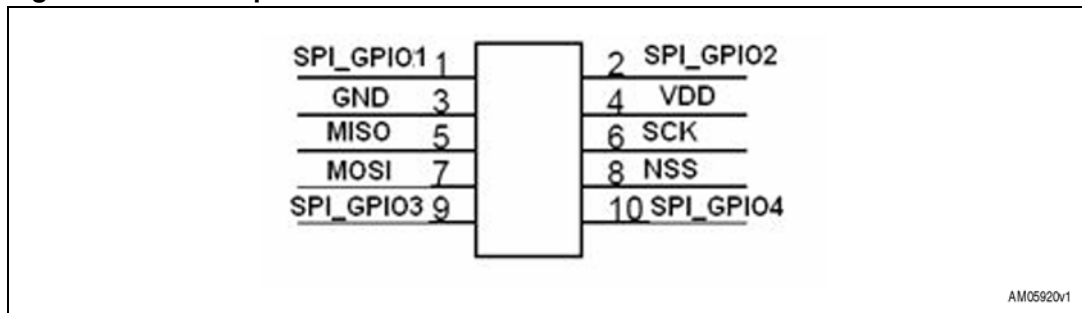 SPI_GPIO1 1 2 SPI_GPIO2
GND 3 4 VDD
MISO 5 6 SCK
MOSI 7 8 NSS
SPI_GPIO3 9 10 SPI_GPIO4
AM05920v1